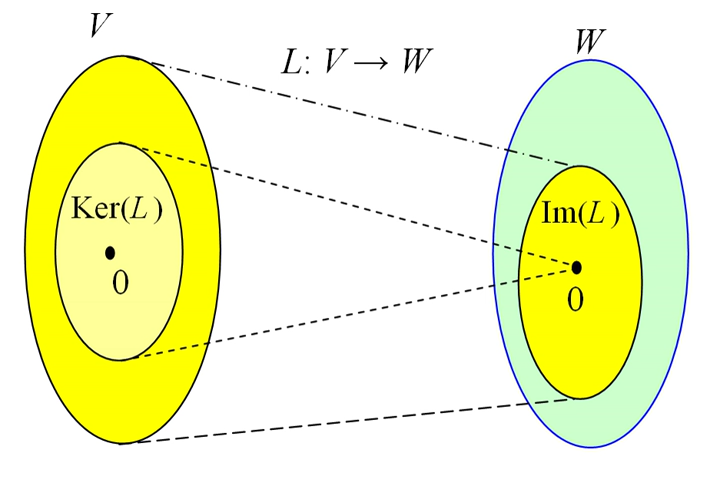 V
L: V → W
W
Ker(L)
0
Im(L)
0